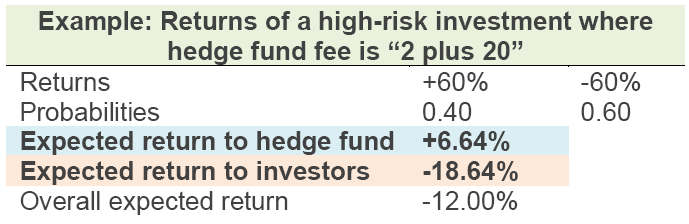 Example: Returns of a high-risk investment where
hedge fund fee is “2 plus 20”
Returns +60% -60%
Probabilities 0.40 0.60
Expected return to hedge fund +6.64%
Expected return to investors -18.64%
Overall expected return -12.00%